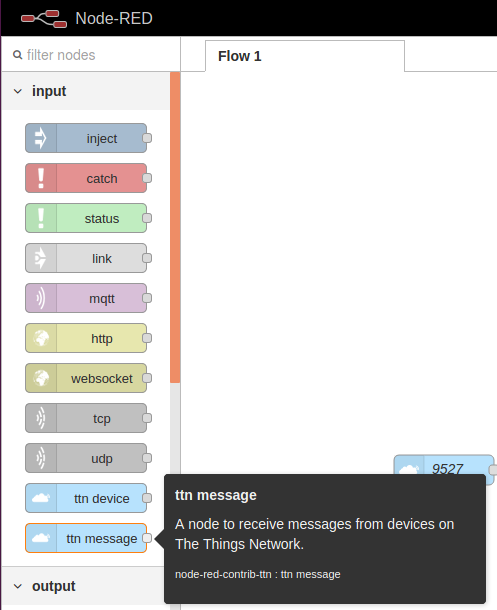 Node-RED
filter nodes
Flow 1
input
inject
catch
status
link
mqtt
http
websocket
tcp
udp
9527
ttn device
ttn message
ttn message
A node to receive messages from devices on
The Things Network.
node-red-contrib-ttn : ttn message
output